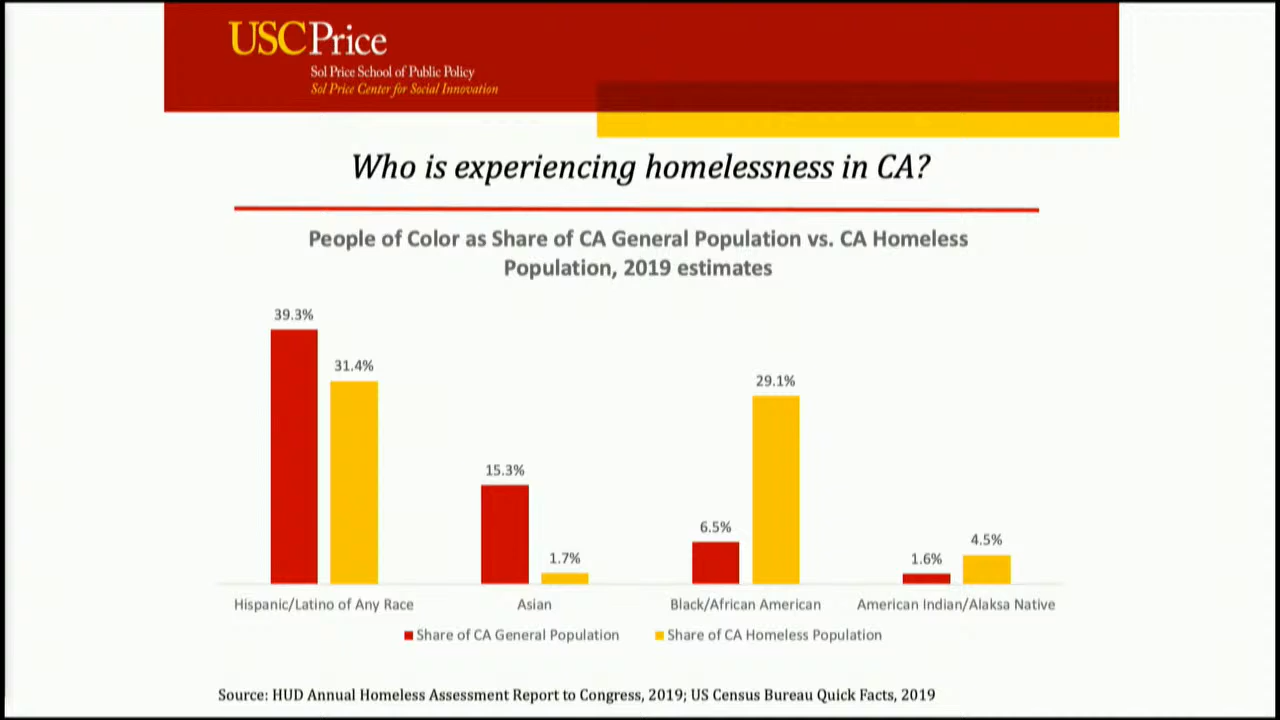 USCPrice
Sol Price School of Public Policy
Sol Price Center for Social Innovation
Who is experiencing homelessness in CA?
People of Color as Share of CA General Population vs. CA Homeless
Population, 2019 estimates
39.3%
31.4%
15.3%
1.7%
6.5%
29.1%
1.6%
4.5%
Hispanic/Latino of Any Race
Asian
Black/African American
American Indian/Alaksa Native
Share of CA General Population
Share of CA Homeless Population
Source: HUD Annual Homeless Assessment Report to Congress, 2019; US Census Bureau Quick Facts, 2019